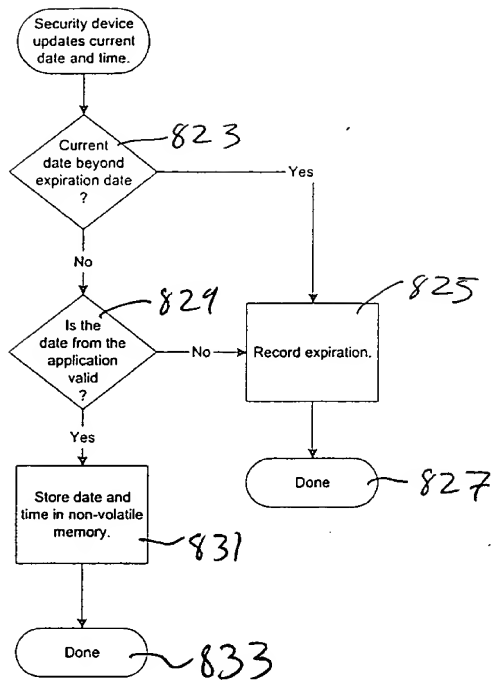 Security device
updates current
date and time.
823
Current
date beyond
expiration date
?
Yes
No
829
Is the
date from the
application
valid
?
No
825
Record expiration.
Yes
Store date and
time in non-volatile
memory.
831
Done
827
Done
833